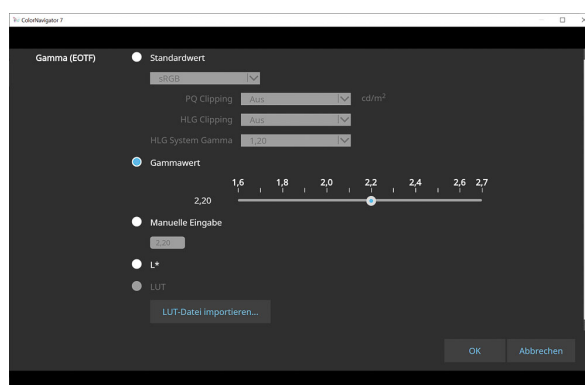 ColorNavigator 7
Gamma (EOTF)
Standardwert
sRGB
PQ Clipping Aus cd/m²
HLG Clipping Aus
HLG System Gamma 1,20
Gammawert
1,6 1,8 2,0 2,2 2,4 2,6 2,7
2,20
Manuelle Eingabe
2,20
L*
LUT
LUT-Datei importieren...
OK Abbrechen